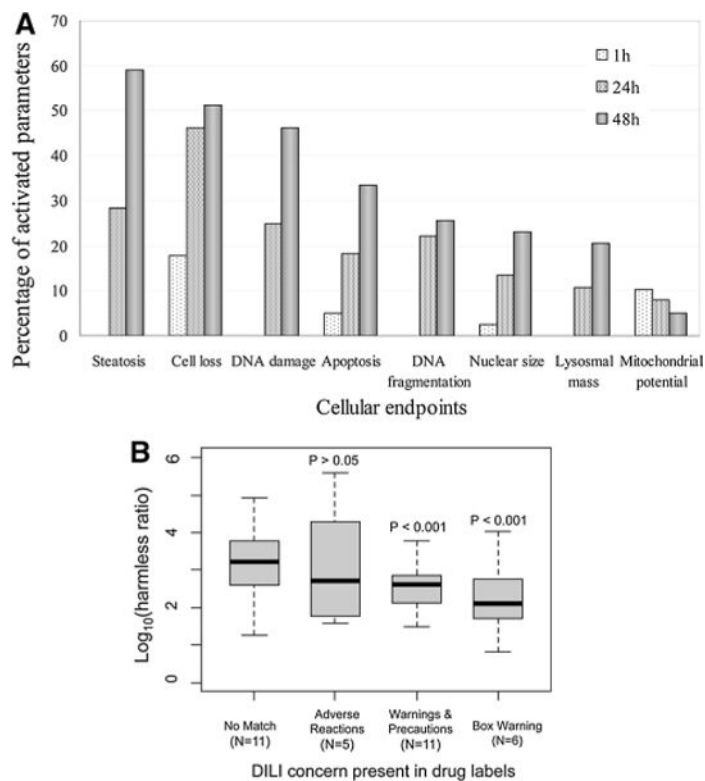 A
70
60
50
40
30
20
10
0
Percentage of activated parameters
1h
24h
48h
Steatosis Cell loss DNA damage Apoptosis DNA Nuclear size Lysosmal Mitochondrial
fragmentation mass potential
Cellular endpoints
B
6
4
2
0
Log10(harmless ratio)
P > 0.05
P < 0.001
P < 0.001
No Match Adverse Warnings & Box Warning
(N=11) Reactions Precautions (N=6)
(N=5) (N=11)
DILI concern present in drug labels